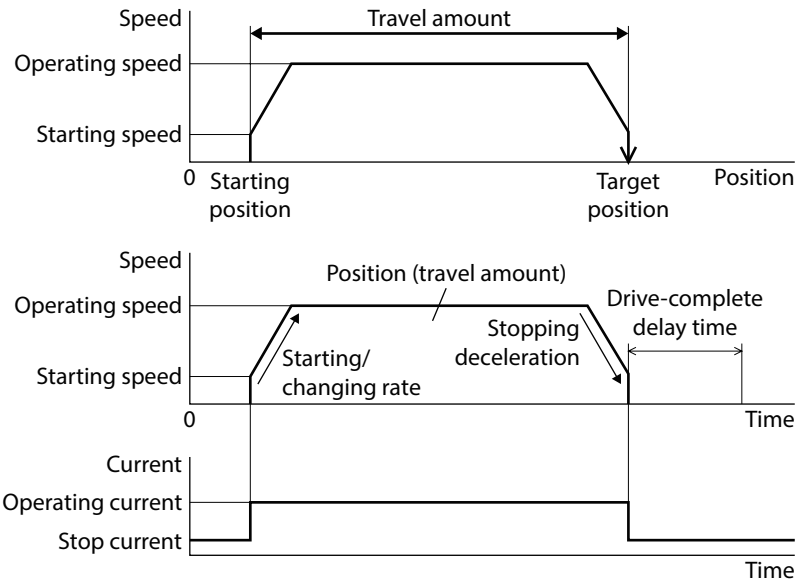 Speed
Travel amount
Operating speed
Starting speed
0
Starting
position
Target
position
Position
Speed
Position (travel amount)
Operating speed
Drive-complete
delay time
Stopping
deceleration
Starting/
changing rate
Starting speed
0
Time
Current
Operating current
Stop current
Time